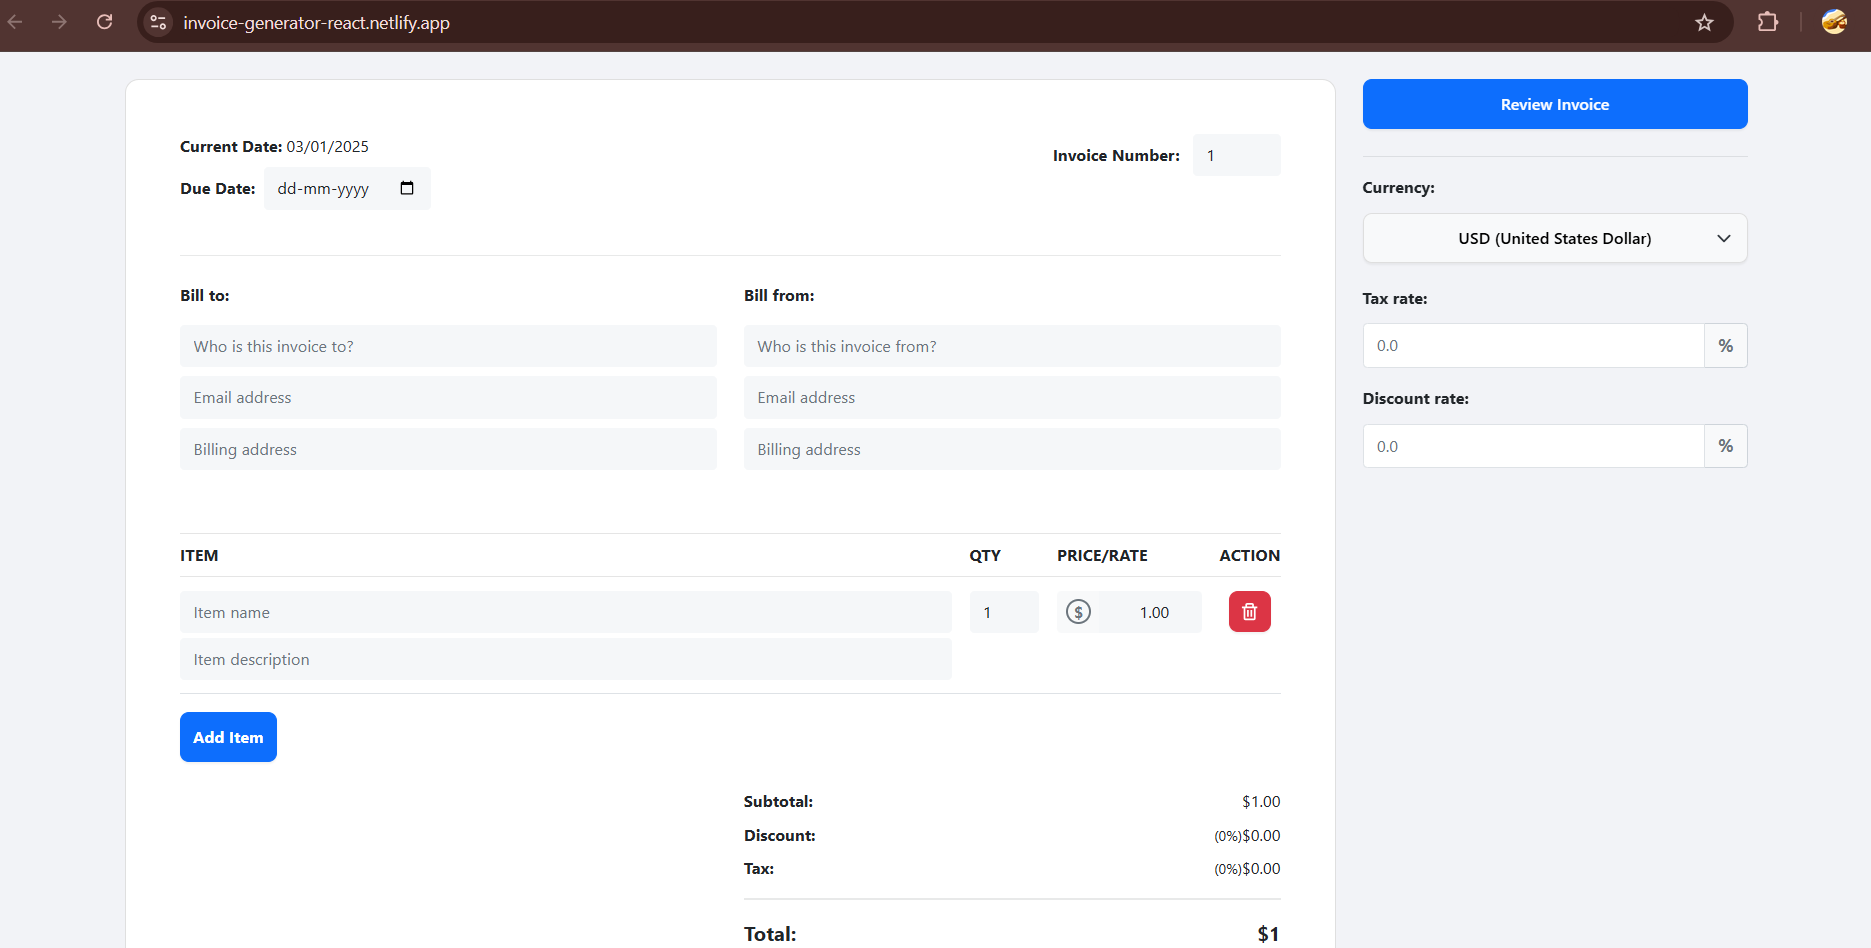 invoice-generator-react.netlify.app
Review Invoice
Current Date: 03/01/2025
Invoice Number: 1
Due Date: dd-mm-yyyy
Currency:
USD (United States Dollar)
Bill to:
Bill from:
Tax rate:
Who is this invoice to?
Who is this invoice from?
0.0 %
Email address
Email address
Discount rate:
Billing address
Billing address
0.0 %
ITEM QTY PRICE/RATE ACTION
Item name 1 $ 1.00
Item description
Add Item
Subtotal: $1.00
Discount: (0%)$0.00
Tax: (0%)$0.00
Total: $1